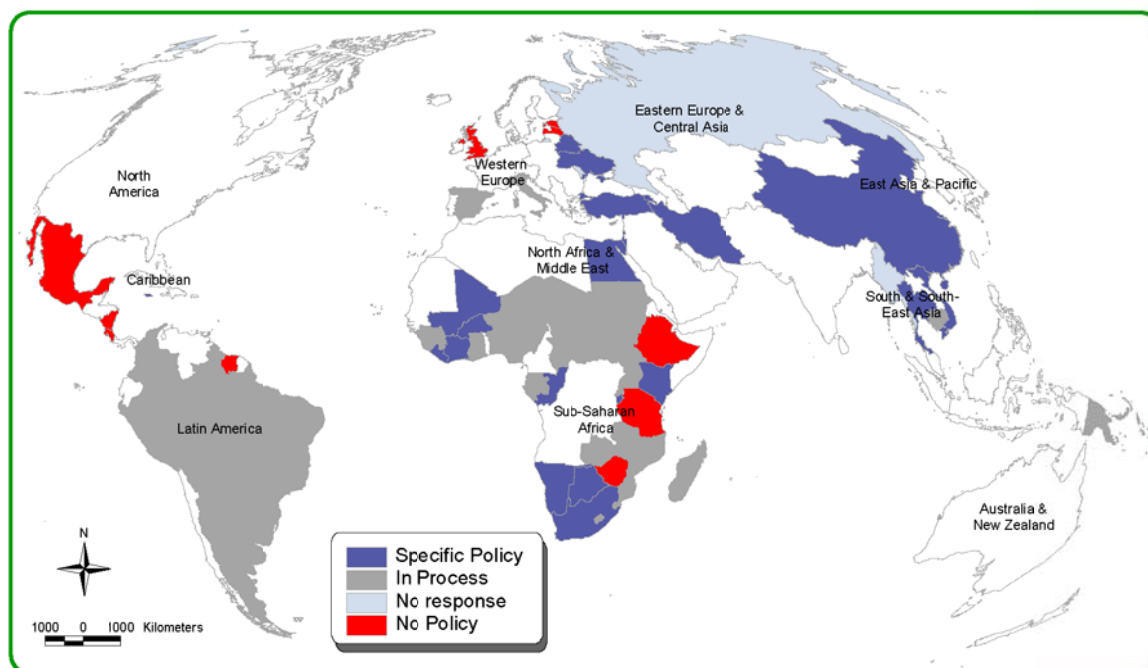 Eastern Europe &
Central Asia
North
America
Western
Europe
East Asia & Pacific
North Africa &
Middle East
Caribbean
South & South-
East Asia
Latin America
Sub-Saharan
Africa
Australia &
New Zealand
N
1000 0 1000 Kilometers
Specific Policy
In Process
No response
No Policy